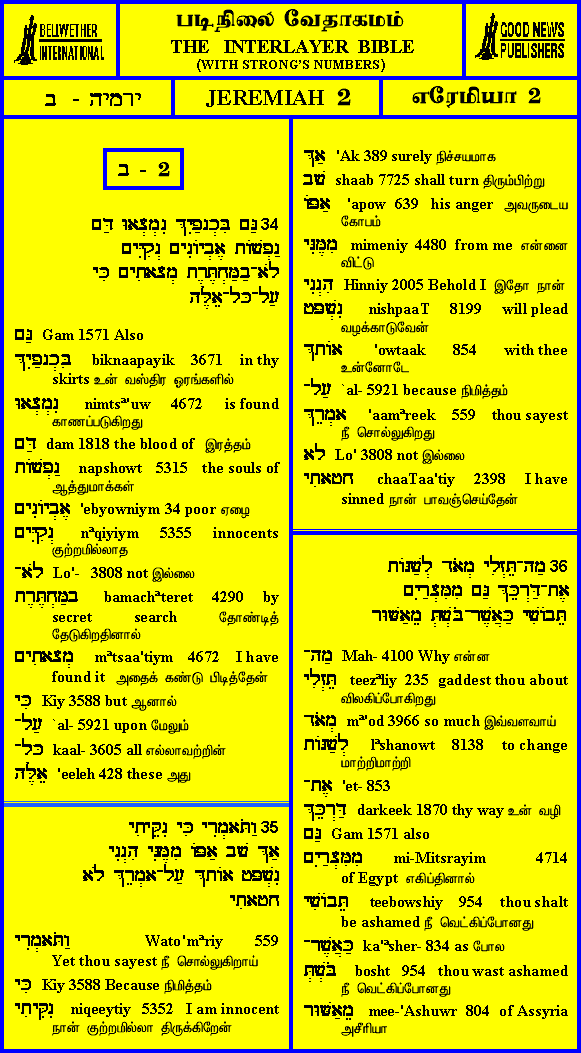 BELLWETHER
INTERNATIONAL
படிநிலை வேதாகமம்
THE INTERLAYER BIBLE
(WITH STRONG'S NUMBERS)
GOOD NEWS
PUBLISHERS
ירמיה - ב
JEREMIAH 2
எரேமியா 2
ב - 2
34 גַּם בִּכְנָפַיִךְ נִמְצְאוּ דַּם
נַפְשׁוֹת אֶבְיוֹנִים נְקִיִּים
לֹא־בַמַּחְתֶּרֶת מְצָאתִים כִּי
עַל־כָּל־אֵלֶּה
גַּם Gam 1571 Also
בִּכְנָפַיִךְ biknaapayik 3671 in thy
skirts உன் வஸ்திர ஓரங்களில்
נִמְצְאוּ nimtsª'uw 4672 is found
காணப்படுகிறது
דַּם dam 1818 the blood of இரத்தம்
נַפְשׁוֹת napshowt 5315 the souls of
ஆத்துமாக்கள்
אֶבְיוֹנִים 'ebyowniym 34 poor ஏழை
נְקִיִּים nªqiyiym 5355 innocents
குற்றமில்லாத
לֹא־ Lo'- 3808 not இல்லை
בַמַּחְתֶּרֶת bamachªteret 4290 by
secret search தோண்டித்
தேடுகிறதினால்
מְצָאתִים mªtsaa'tiym 4672 I have
found it அதைக் கண்டு பிடித்தேன்
כִּי Kiy 3588 but ஆனால்
עַל־ `al- 5921 upon மேலும்
כָּל־ kaal- 3605 all எல்லாவற்றின்
אֵלֶּה 'eeleh 428 these அது
35 וַתֹּאמְרִי כִּי נִקֵּיתִי
אַךְ שָׁב אַפּוֹ מִמֶּנִּי הִנְנִי
נִשְׁפָּט אוֹתָךְ עַל־אָמְרֵךְ לֹא
חָטָאתִי
וַתֹּאמְרִי Wato'mªriy 559
Yet thou sayest நீ சொல்லுகிறாய்
כִּי Kiy 3588 Because நிமித்தம்
נִקֵּיתִי niqeeytiy 5352 I am innocent
நான் குற்றமில்லா திருக்கிறேன்
אַךְ 'Ak 389 surely நிச்சயமாக
שָׁב shaab 7725 shall turn திரும்பிற்று
אַפּוֹ 'apow 639 his anger அவருடைய
கோபம்
מִמֶּנִּי mimeniy 4480 from me என்னை
விட்டு
הִנְנִי Hinniy 2005 Behold I இதோ நான்
נִשְׁפָּט nishpaaT 8199 will plead
வழக்காடுவேன்
אוֹתָךְ 'owtaak 854 with thee
உன்னோடே
עַל־ `al- 5921 because நிமித்தம்
אָמְרֵךְ 'aamªreek 559 thou sayest
நீ சொல்லுகிறது
לֹא Lo' 3808 not இல்லை
חָטָאתִי chaaTaa'tiy 2398 I have
sinned நான் பாவஞ்செய்தேன்
36 מַה־תֵּזְלִי מְאֹד לְשַׁנּוֹת
אֶת־דַּרְכֵּךְ גַּם מִמִּצְרַיִם
תֵּבוֹשִׁי כַּאֲשֶׁר־בֹּשְׁתְּ מֵאַשּׁוּר
מַה־ Mah- 4100 Why என்ன
תֵּזְלִי teezªliy 235 gaddest thou about
விலகிப்போகிறது
מְאֹד mª'od 3966 so much இவ்வளவாய்
לְשַׁנּוֹת lªshanowt 8138 to change
மாற்றிமாற்றி
אֶת־ 'et- 853
דַּרְכֵּךְ darkeek 1870 thy way உன் வழி
גַּם Gam 1571 also
מִמִּצְרַיִם mi-Mitsrayim 4714
of Egypt எகிப்தினால்
תֵּבוֹשִׁי teebowshiy 954 thou shalt
be ashamed நீ வெட்கிப்போனது
כַּאֲשֶׁר־ ka'ªsher- 834 as போல
בֹּשְׁתְּ bosht 954 thou wast ashamed
நீ வெட்கிப்போனது
מֵאַשּׁוּר mee-'Ashuwr 804 of Assyria
அசீரியா